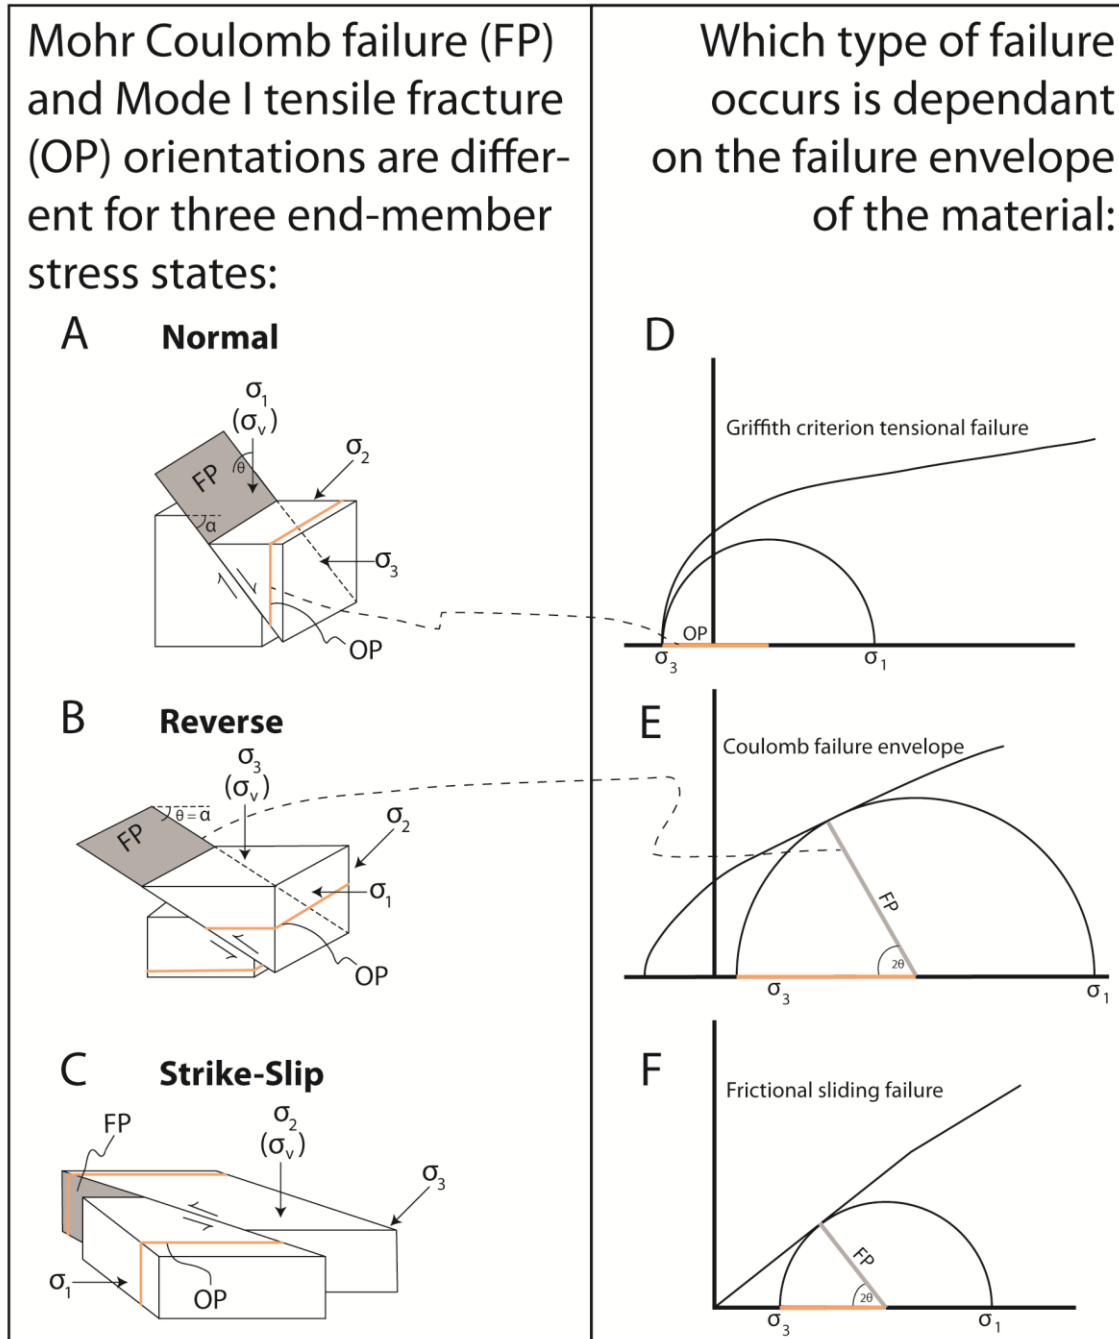 Mohr Coulomb failure (FP)
and Mode I tensile fracture
(OP) orientations are differ-
ent for three end-member
stress states:
Which type of failure
occurs is dependant
on the failure envelope
of the material:
A Normal
σ1
(σv)
σ2
θ
FP
α
σ3
OP
B Reverse
σ3
(σv)
θ = α
σ2
FP
σ1
OP
C Strike-Slip
FP
σ2
(σv)
σ3
σ1
OP
D
Griffith criterion tensional failure
OP
σ3
σ1
E
Coulomb failure envelope
FP
2θ
σ3
σ1
F
Frictional sliding failure
FP
2θ
σ3
σ1